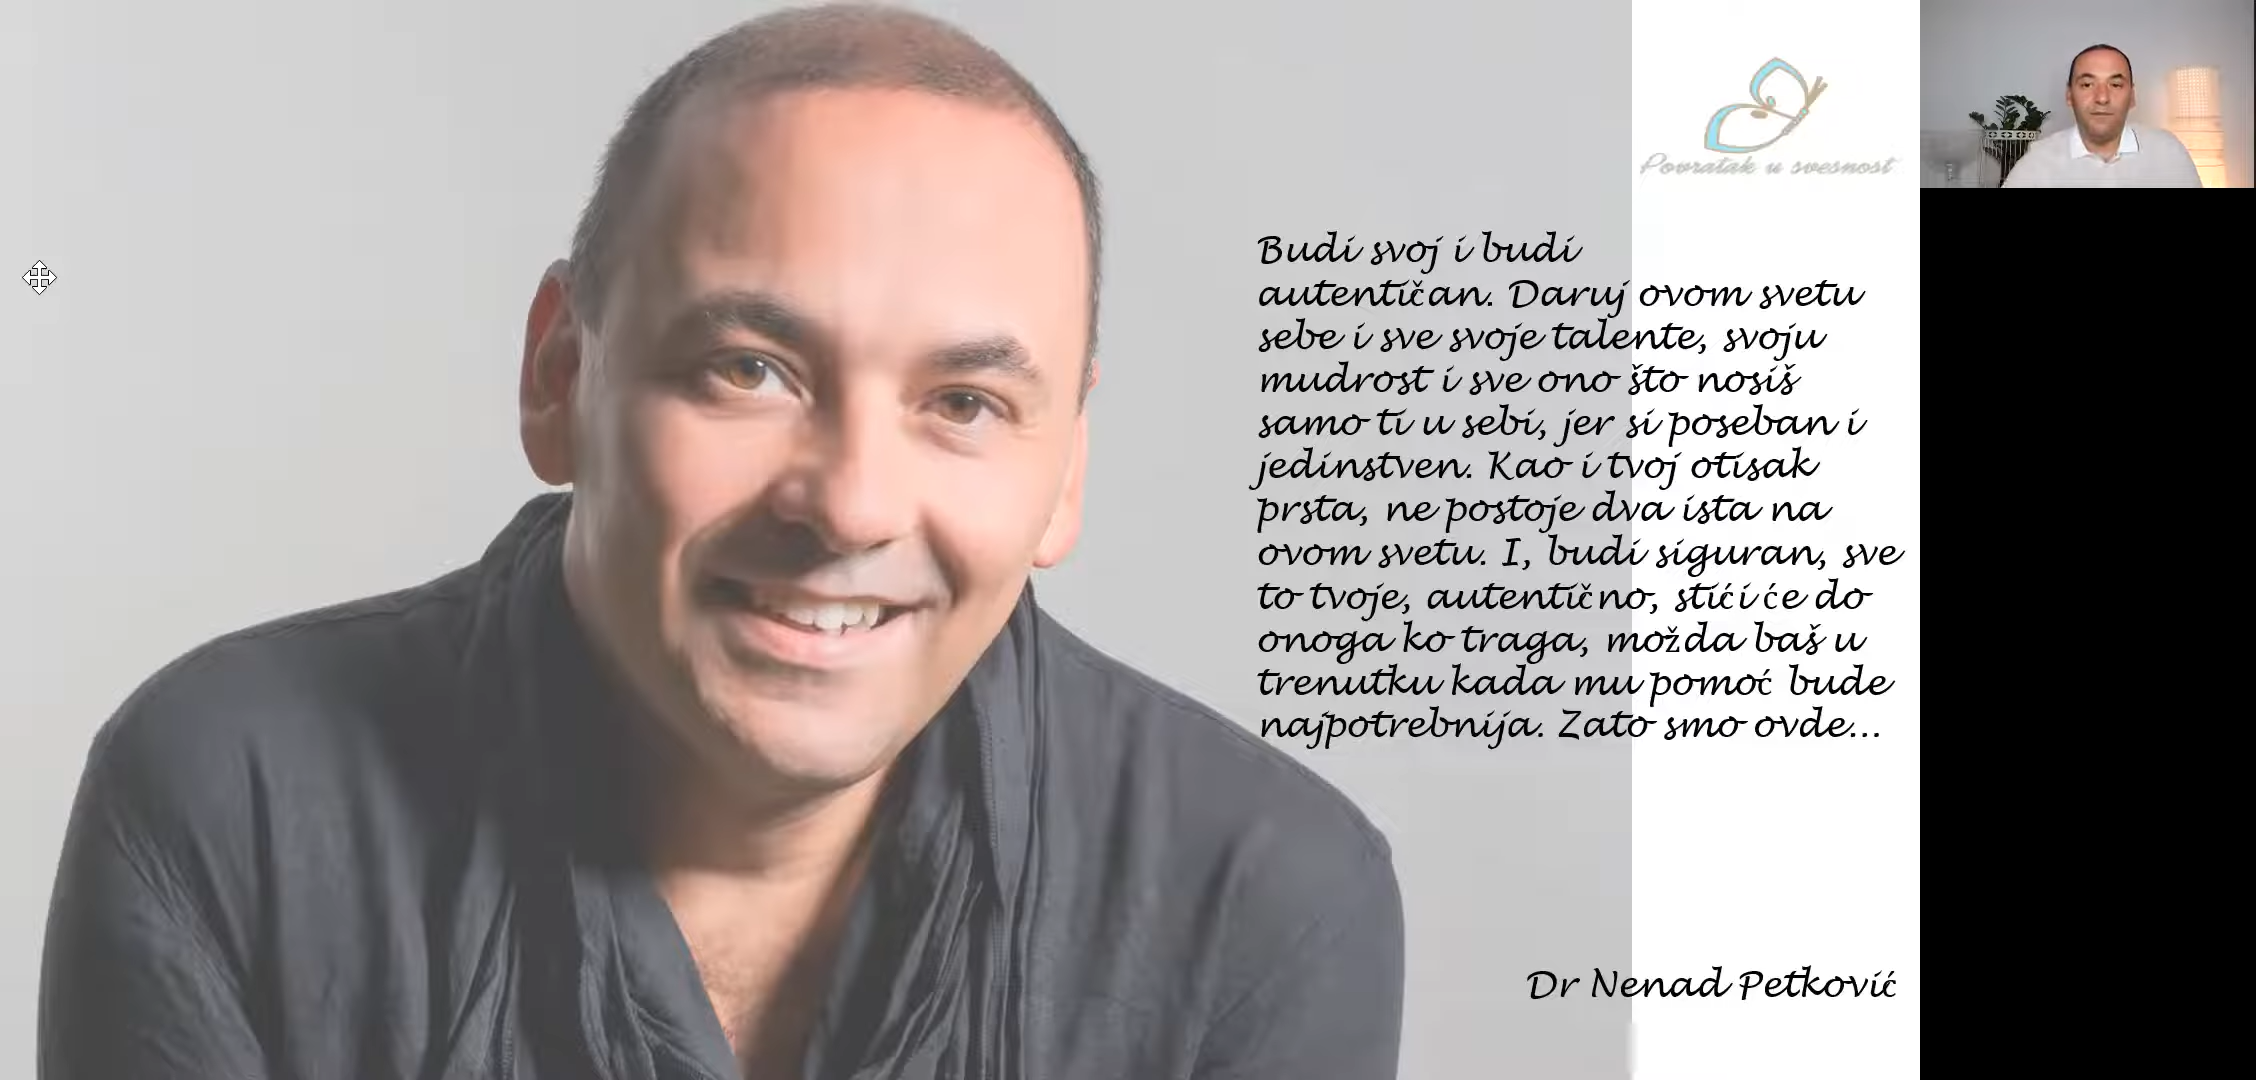 Povratak u svesnost
Budi svoj i budi
autentičan. Daruj ovom svetu
sebe i sve svoje talente, svoju
mudrost i sve ono što nosiš
samo ti u sebi, jer si poseban i
jedinstven. Kao i tvoj otisak
prsta, ne postoje dva ista na
ovom svetu. I, budi siguran, sve
to tvoje, autentično, stići će do
onoga ko traga, možda baš u
trenutku kada mu pomoć bude
najpotrebnija. Zato smo ovde...
Dr Nenad Petković